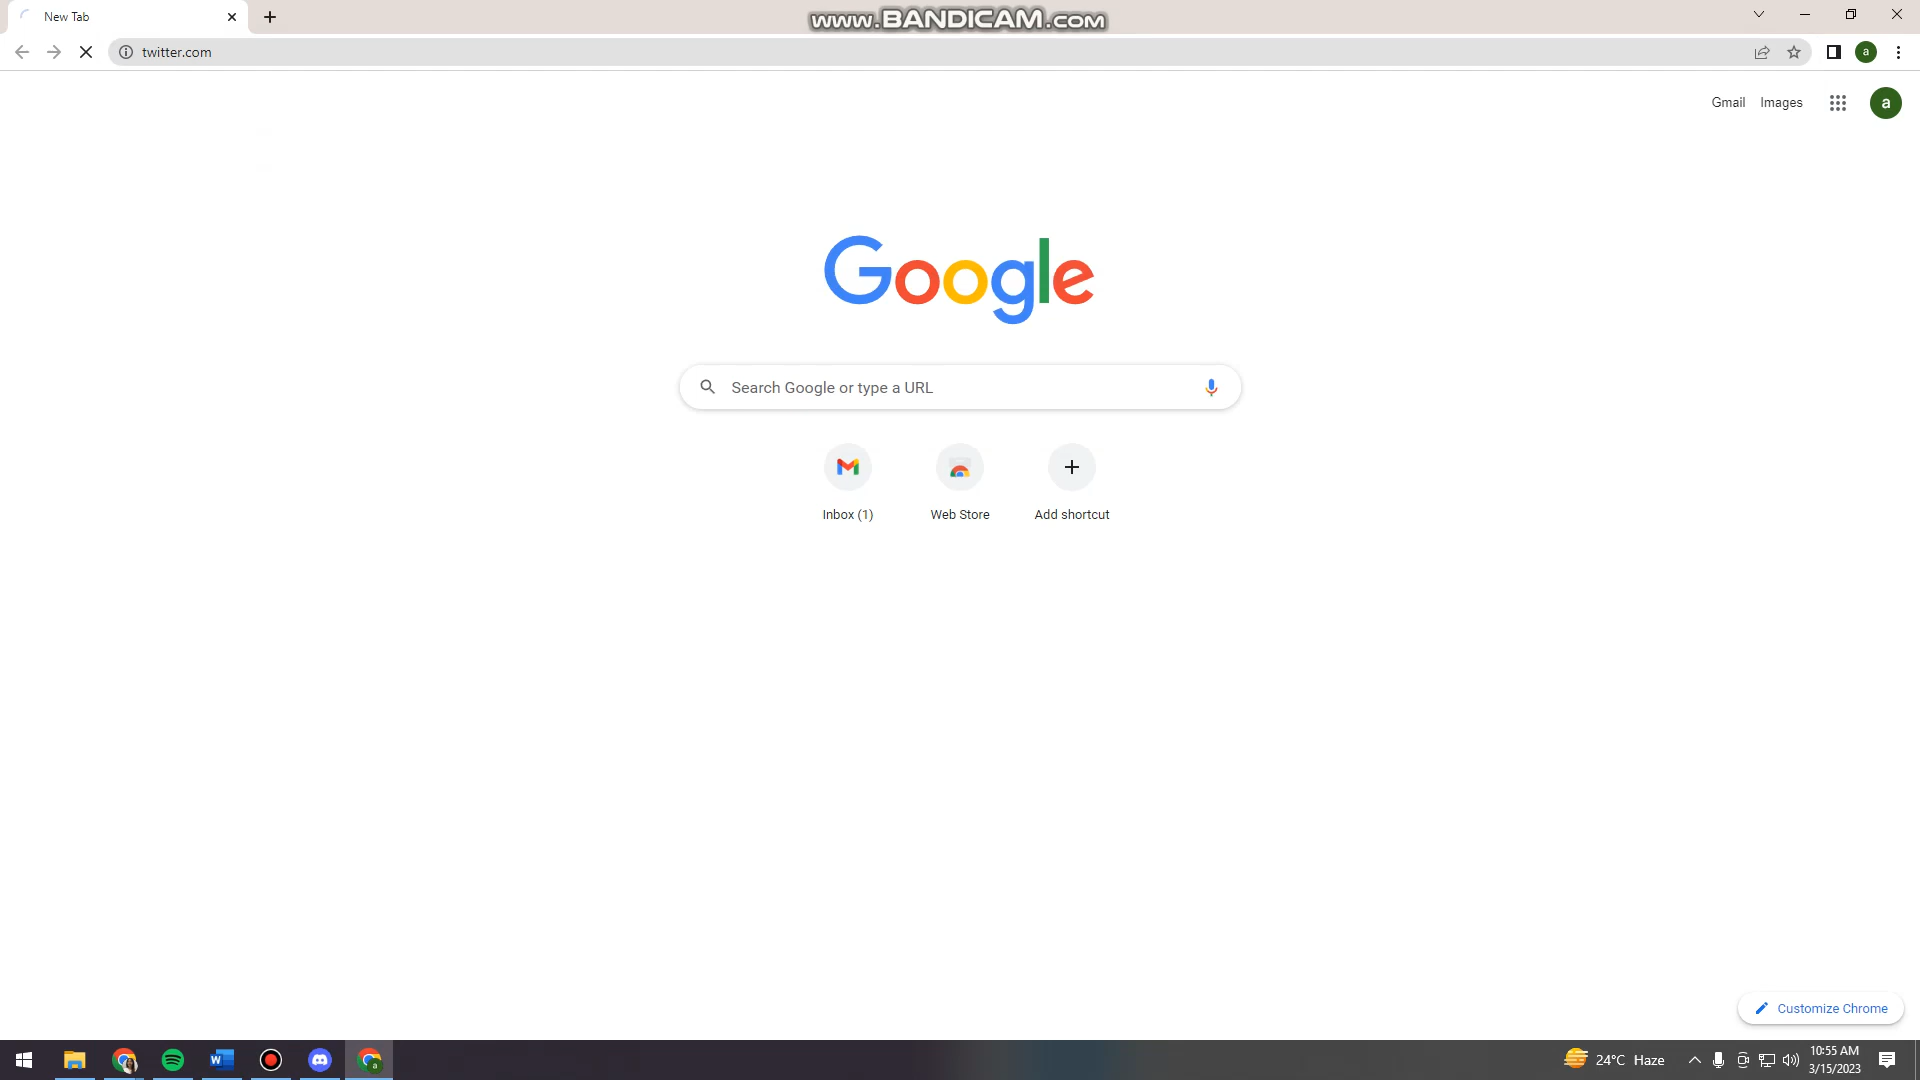 New Tab
www.BANDICAM.com
twitter.com
a
Gmail
Images
a
Google
Search Google or type a URL
Inbox (1)
Web Store
Add shortcut
Customize Chrome
W
a
24°C Haze
10:55 AM
3/15/2023